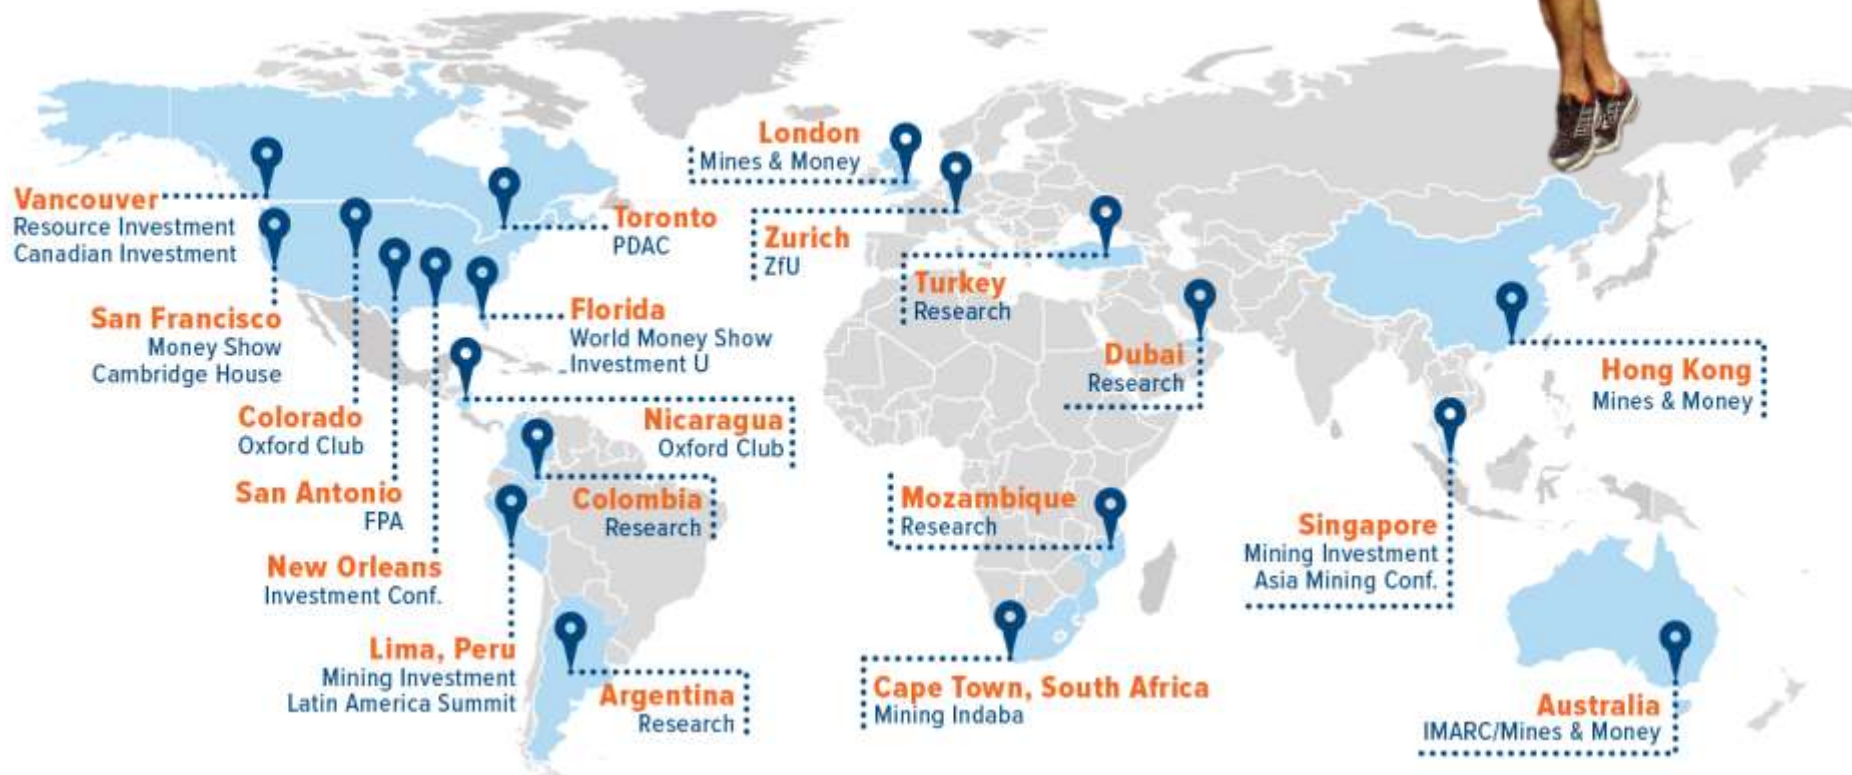 London
Mines & Money
Vancouver
Resource Investment
Canadian Investment
Toronto
PDAC
Zurich
ZfU
Turkey
Research
San Francisco
Money Show
Cambridge House
Florida
World Money Show
Investment U
Dubai
Research
Hong Kong
Mines & Money
Colorado
Oxford Club
Nicaragua
Oxford Club
San Antonio
FPA
Colombia
Research
Mozambique
Research
Singapore
Mining Investment
Asia Mining Conf.
New Orleans
Investment Conf.
Lima, Peru
Mining Investment
Latin America Summit
Argentina
Research
Cape Town, South Africa
Mining Indaba
Australia
IMARC/Mines & Money